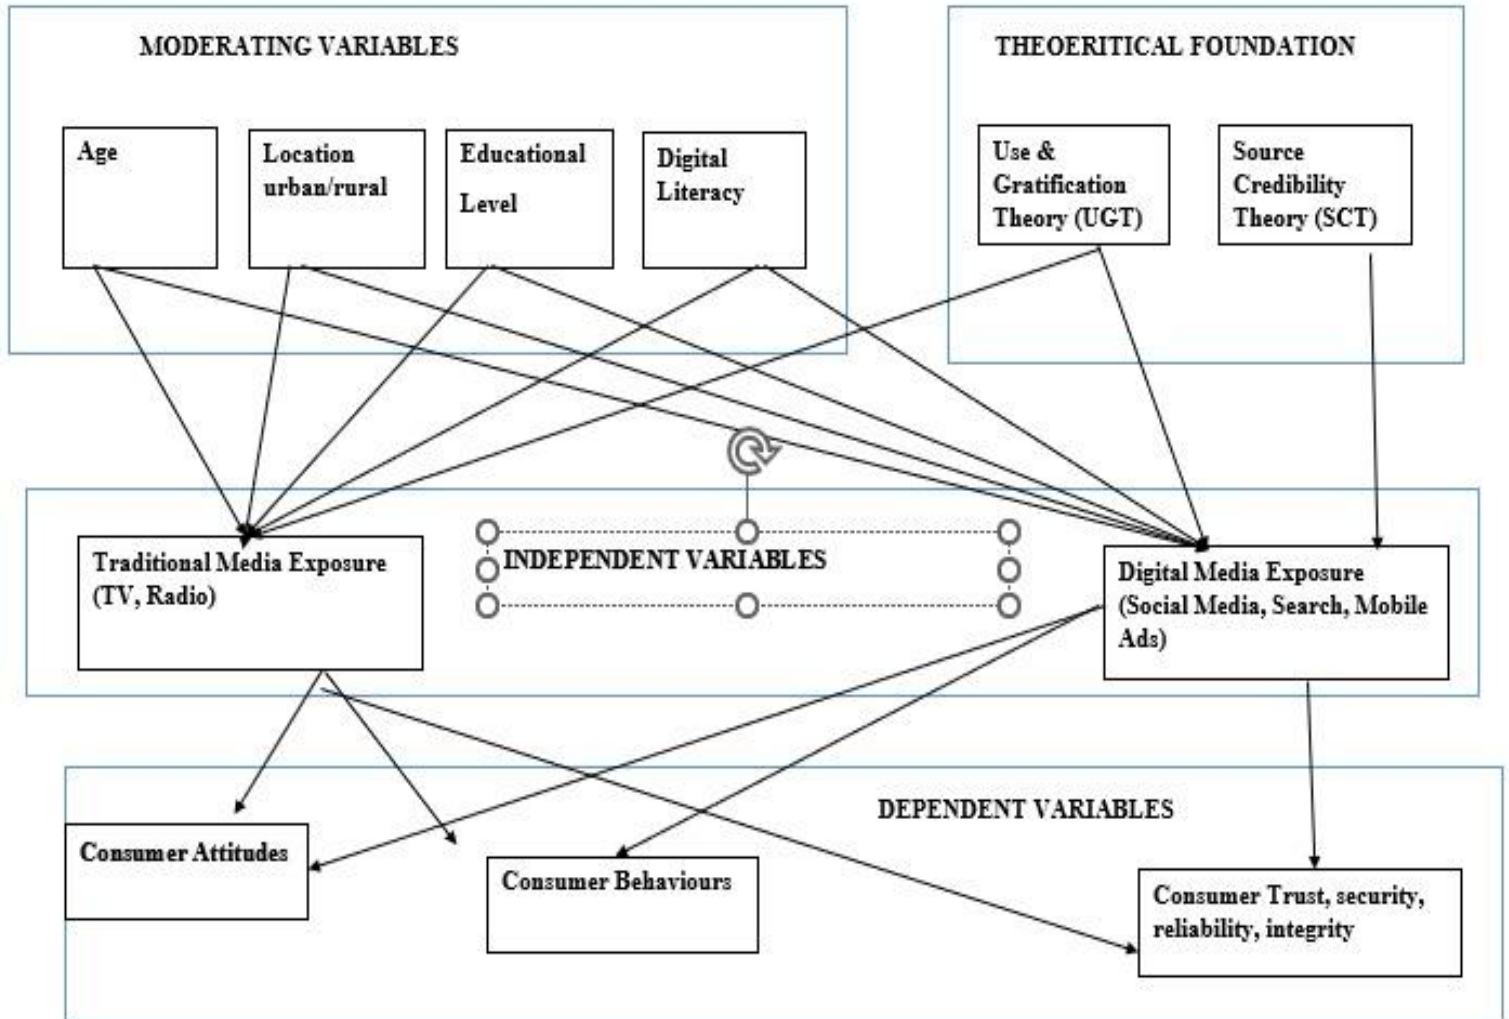 MODERATING VARIABLES
THEOERITICAL FOUNDATION
Age
Location
urban/rural
Educational
Level
Digital
Literacy
Use &
Gratification
Theory (UGT)
Source
Credibility
Theory (SCT)
INDEPENDENT VARIABLES
Traditional Media Exposure
(TV, Radio)
Digital Media Exposure
(Social Media, Search, Mobile
Ads)
DEPENDENT VARIABLES
Consumer Attitudes
Consumer Behaviours
Consumer Trust, security,
reliability, integrity